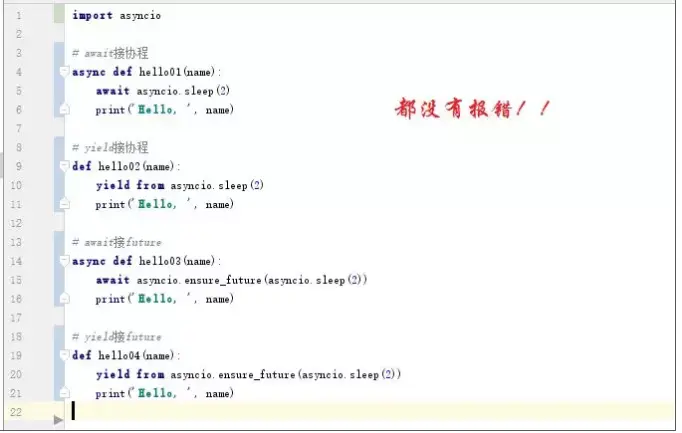 1 import asyncio
2
3 # await接协程
4 async def hello01(name):
5 await asyncio.sleep(2)
6 print('Hello, ', name)
7
8 # yield接协程
9 def hello02(name):
10 yield from asyncio.sleep(2)
11 print('Hello, ', name)
12
13 # await接future
14 async def hello03(name):
15 await asyncio.ensure_future(asyncio.sleep(2))
16 print('Hello, ', name)
17
18 # yield接future
19 def hello04(name):
20 yield from asyncio.ensure_future(asyncio.sleep(2))
21 print('Hello, ', name)
22
都没有报错！！